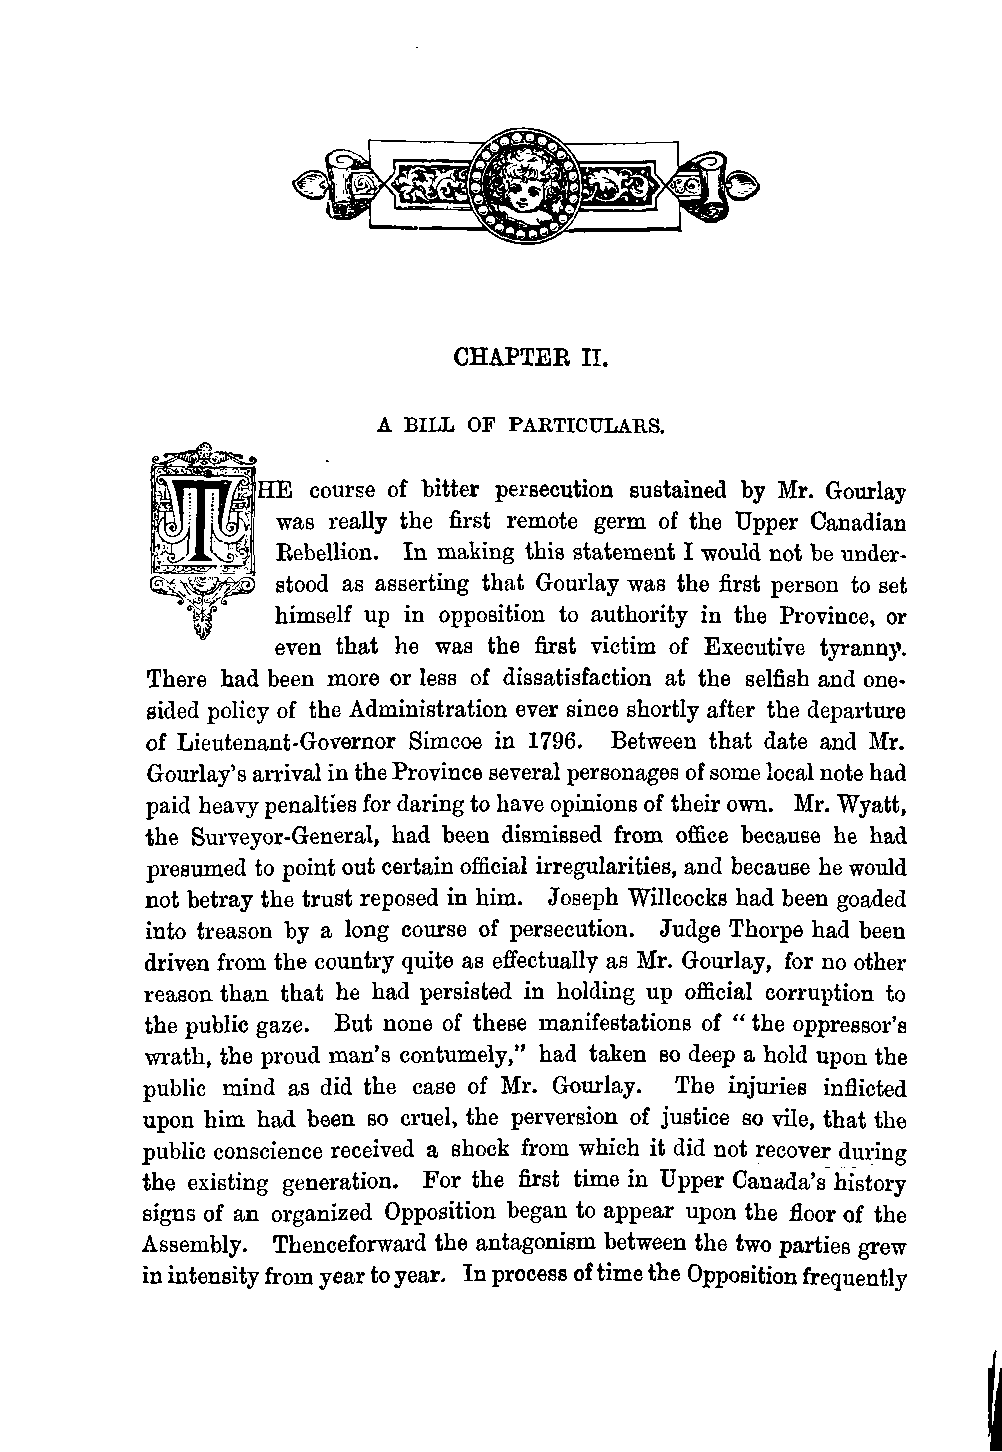 CHAPTER II.
A BILL OF PARTICULARS.
THE course of bitter persecution sustained by Mr. Gourlay
was really the first remote germ of the Upper Canadian
Rebellion. In making this statement I would not be under-
stood as asserting that Gourlay was the first person to set
himself up in opposition to authority in the Province, or
even that he was the first victim of Executive tyranny.
There had been more or less of dissatisfaction at the selfish and one-
sided policy of the Administration ever since shortly after the departure
of Lieutenant-Governor Simcoe in 1796. Between that date and Mr.
Gourlay's arrival in the Province several personages of some local note had
paid heavy penalties for daring to have opinions of their own. Mr. Wyatt,
the Surveyor-General, had been dismissed from office because he had
presumed to point out certain official irregularities, and because he would
not betray the trust reposed in him. Joseph Willcocks had been goaded
into treason by a long course of persecution. Judge Thorpe had been
driven from the country quite as effectually as Mr. Gourlay, for no other
reason than that he had persisted in holding up official corruption to
the public gaze. But none of these manifestations of "the oppressor's
wrath, the proud man's contumely," had taken so deep a hold upon the
public mind as did the case of Mr. Gourlay. The injuries inflicted
upon him had been so cruel, the perversion of justice so vile, that the
public conscience received a shock from which it did not recover during
the existing generation. For the first time in Upper Canada's history
signs of an organized Opposition began to appear upon the floor of the
Assembly. Thenceforward the antagonism between the two parties grew
in intensity from year to year. In process of time the Opposition frequently